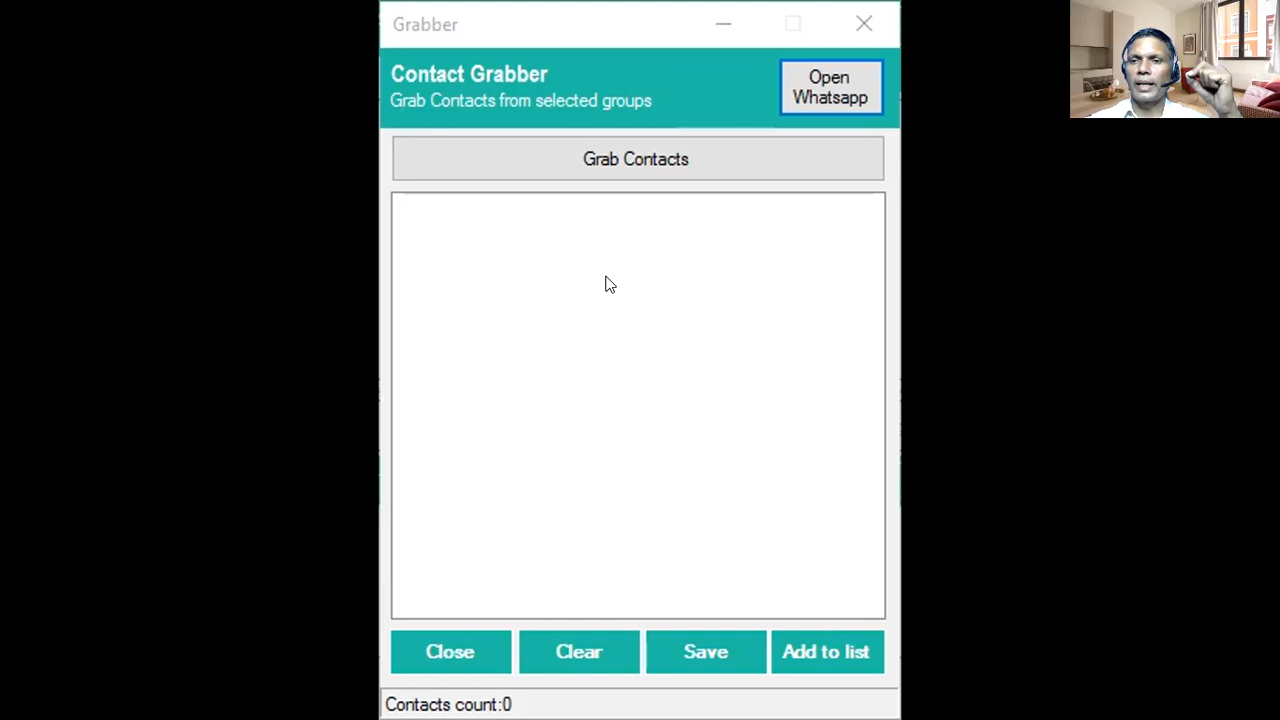 Grabber
Contact Grabber
Grab Contacts from selected groups
Open
Whatsapp
Grab Contacts
Close
Clear
Save
Add to list
Contacts count:0